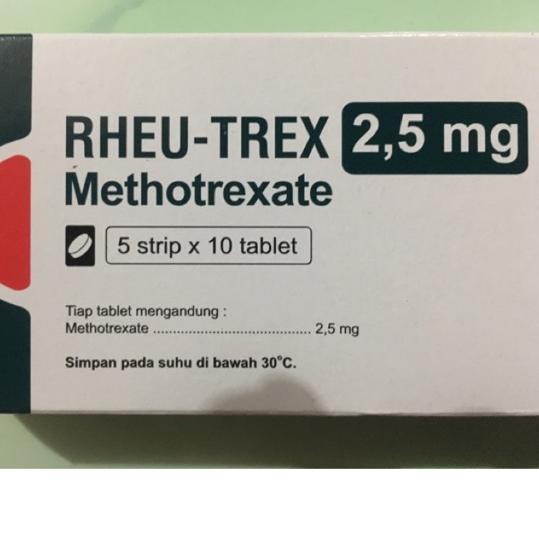 RHEU-TREX 2,5 mg
Methotrexate
5 strip x 10 tablet
Tiap tablet mengandung :
Methotrexate ........................................ 2,5 mg
Simpan pada suhu di bawah 30°C.